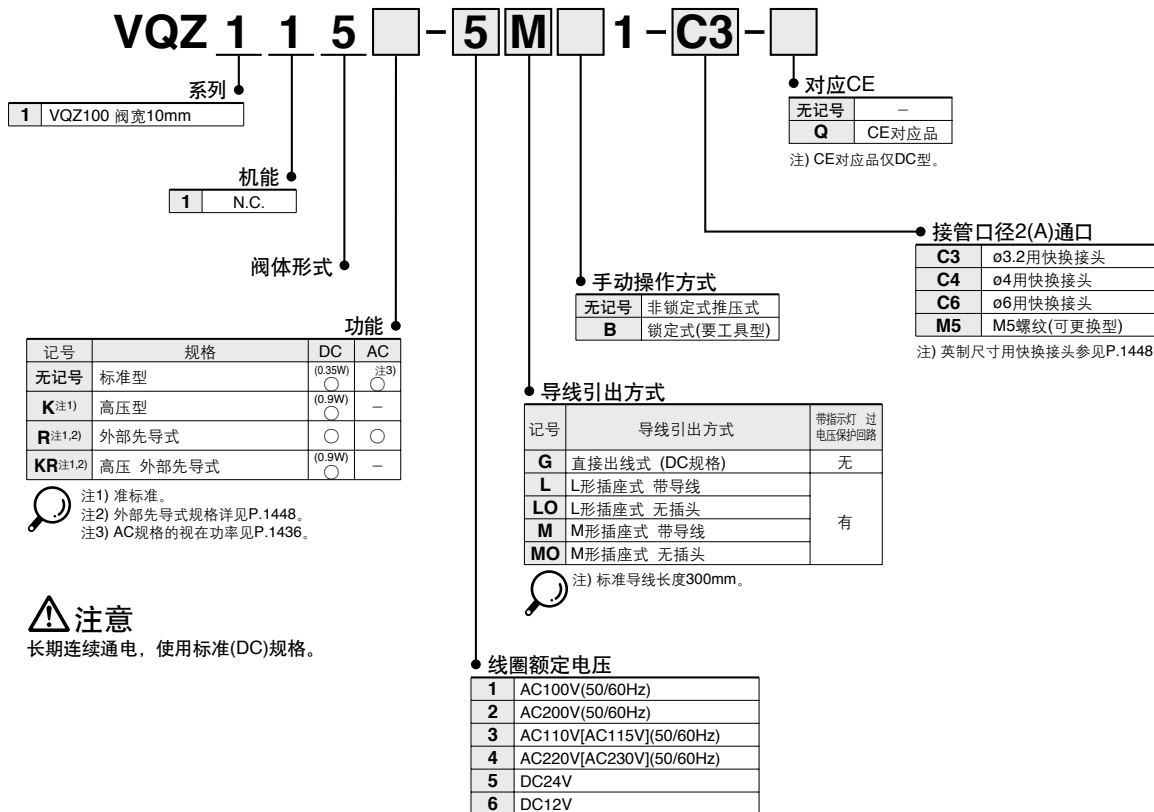 VQZ 1 1 5 - 5 M 1 - C3 -
系列
1 VQZ100 阀宽10mm
机能
1 N.C.
阀体形式
功能
记号 规格 DC AC
无记号 标准型 (0.35W) ○ 注3) ○
K注1) 高压型 (0.9W) ○ −
R注1,2) 外部先导式 ○ ○
KR注1,2) 高压 外部先导式 (0.9W) ○ −
注1) 准标准。
注2) 外部先导式规格详见P.1448。
注3) AC规格的视在功率见P.1436。
注意
长期连续通电，使用标准(DC)规格。
对应CE
无记号 −
Q CE对应品
注) CE对应品仅DC型。
接管口径2(A)通口
C3 ø3.2用快换接头
C4 ø4用快换接头
C6 ø6用快换接头
M5 M5螺纹(可更换型)
注) 英制尺寸用快换接头参见P.1448
手动操作方式
无记号 非锁定式推压式
B 锁定式(要工具型)
导线引出方式
记号 导线引出方式 带指示灯 过
电压保护回路
G 直接出线式 (DC规格) 无
L L形插座式 带导线
LO L形插座式 无插头
有
M M形插座式 带导线
MO M形插座式 无插头
注) 标准导线长度300mm。
线圈额定电压
1 AC100V(50/60Hz)
2 AC200V(50/60Hz)
3 AC110V[AC115V](50/60Hz)
4 AC220V[AC230V](50/60Hz)
5 DC24V
6 DC12V